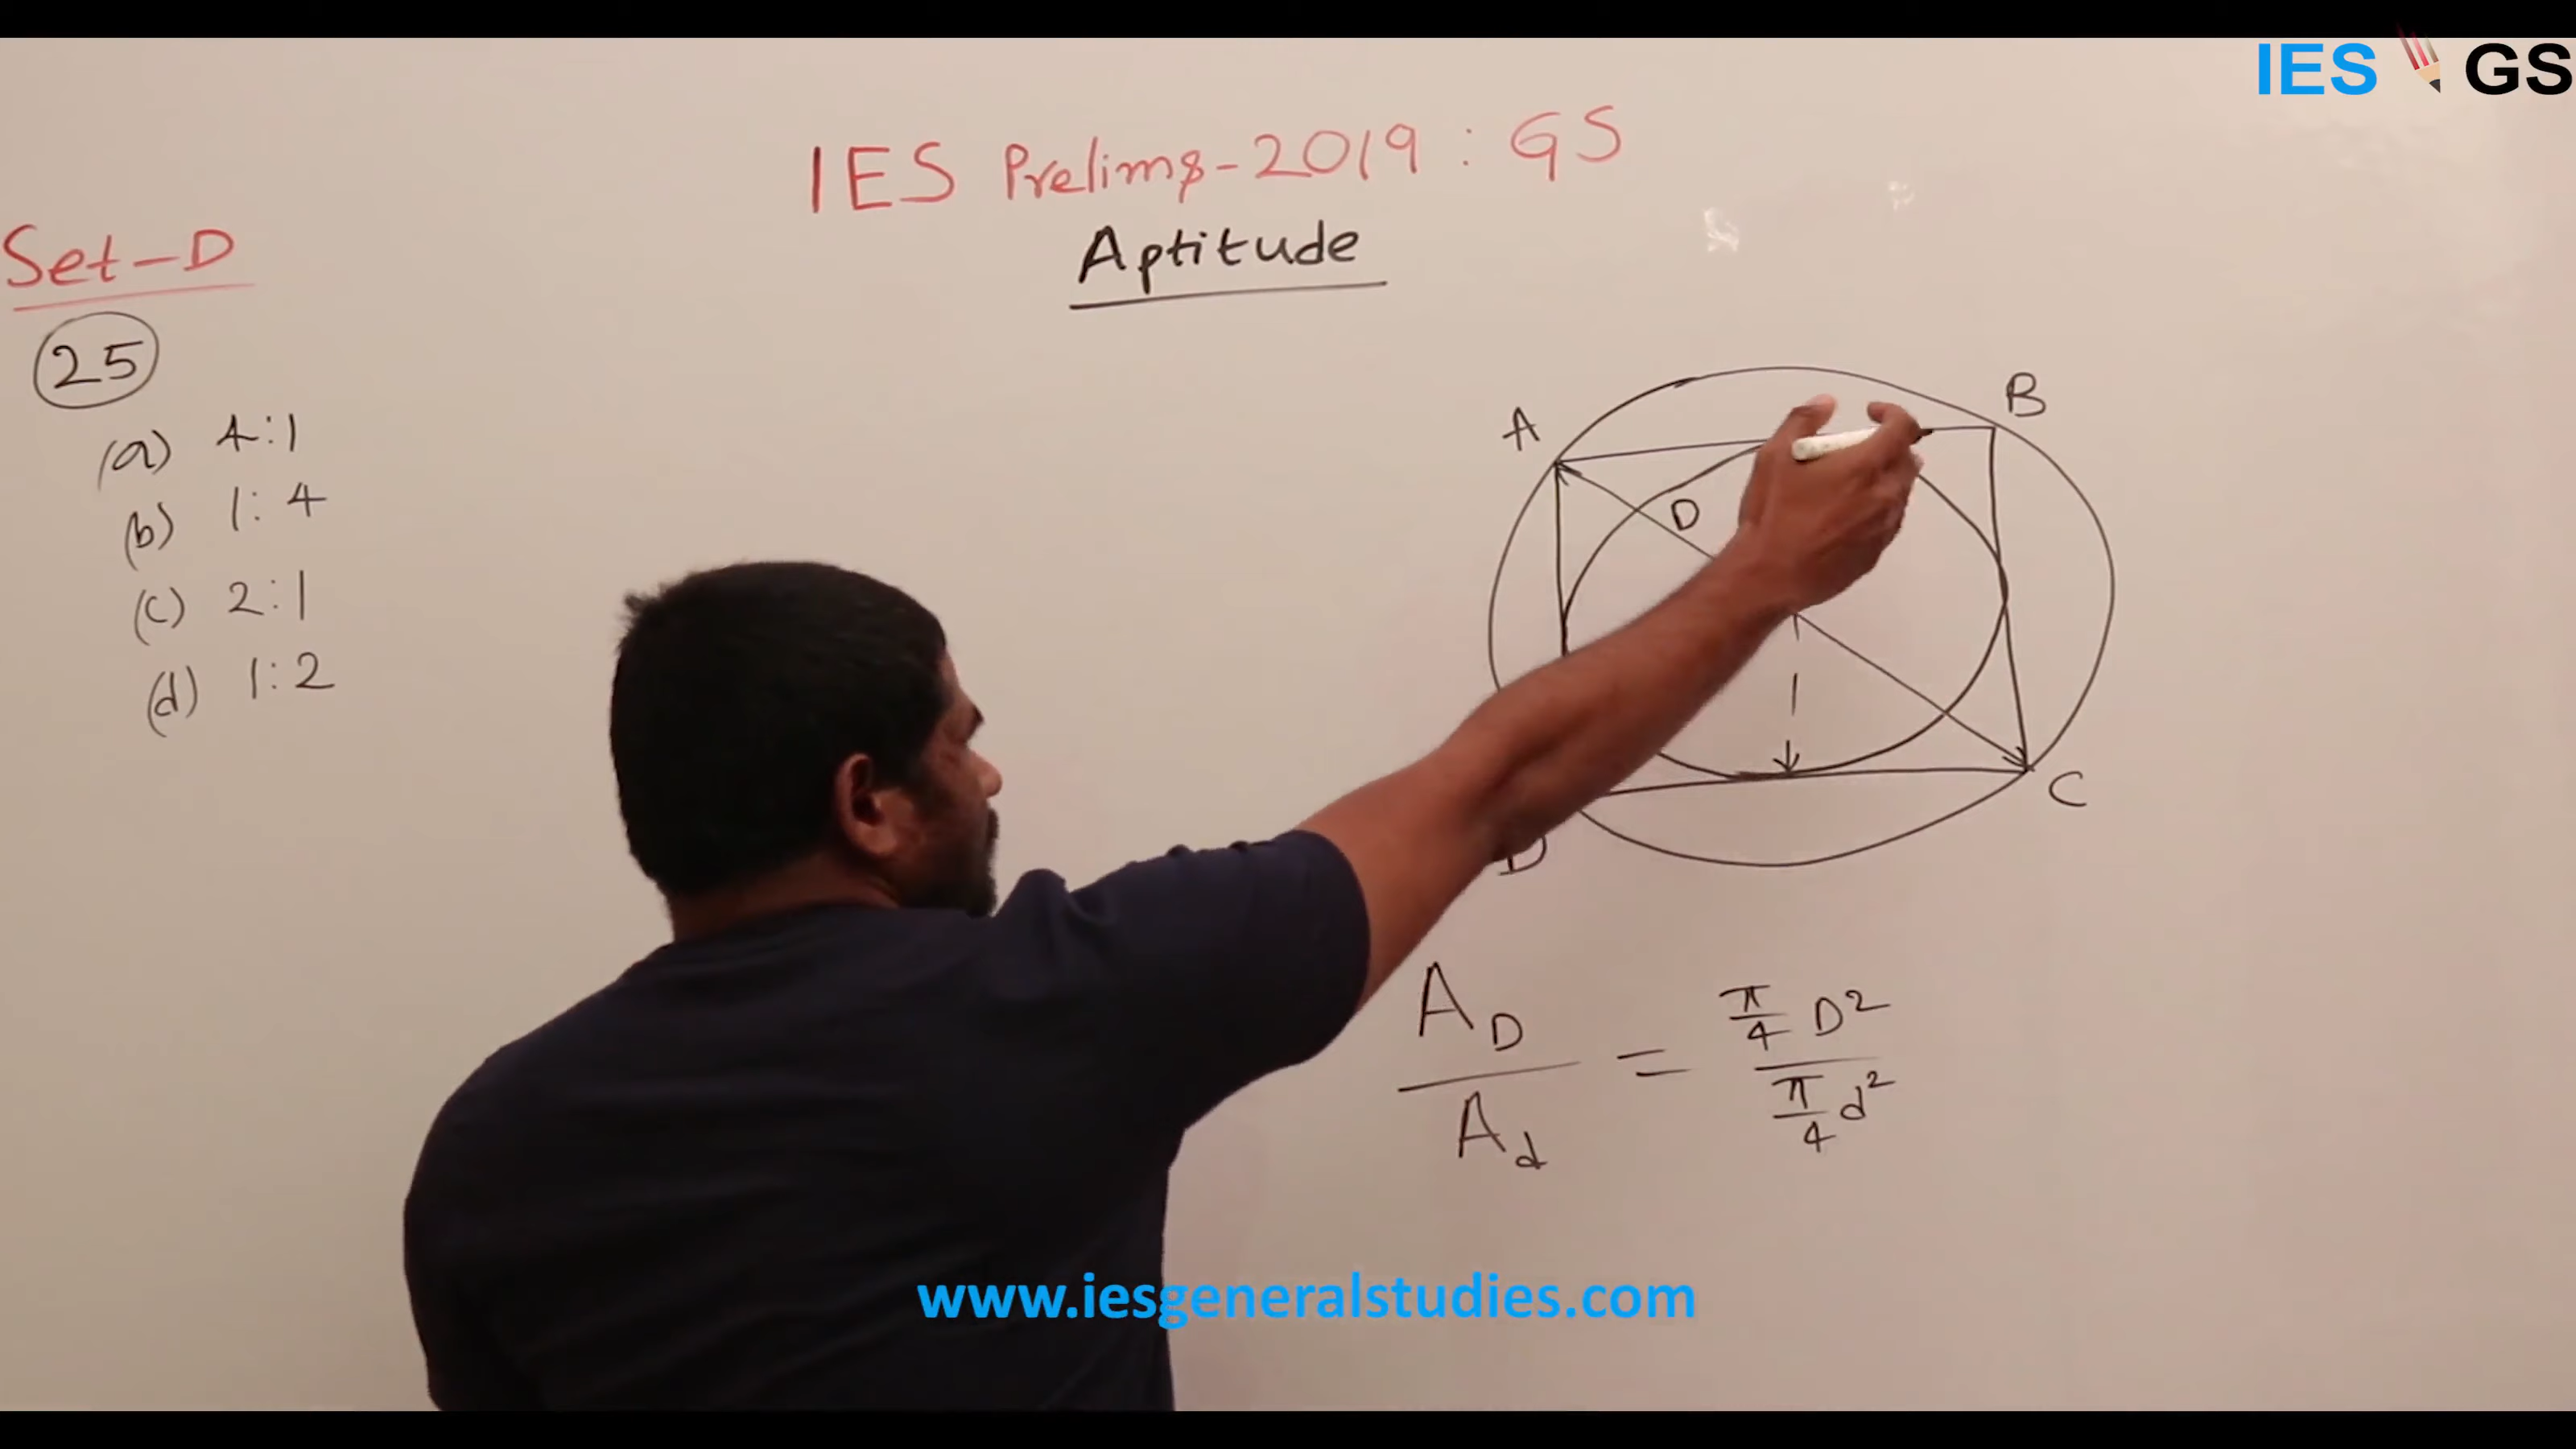 IES GS
IES Prelims-2019 : GS
Aptitude
Set-D
25
(a) 4:1
(b) 1:4
(c) 2:1
(d) 1:2
A
B
D
C
D
A_D / A_d = π/4 D² / π/4 d²
www.iesgeneralstudies.com